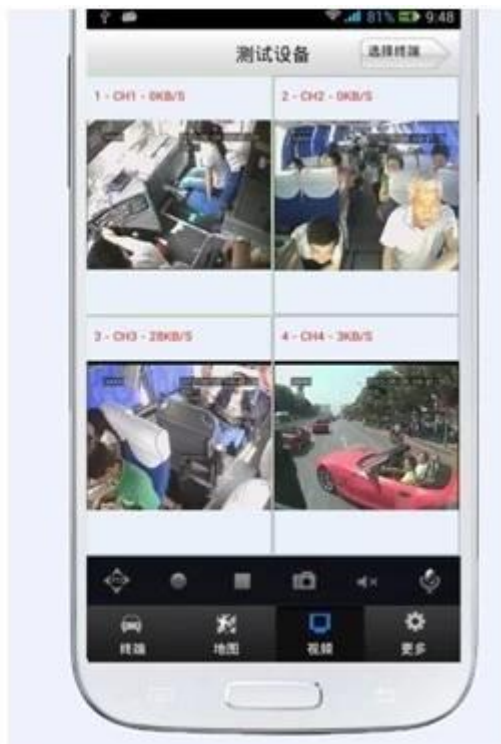 81% 9:48
测试设备
选择终端
1 - CH1 - 0KB/S
2 - CH2 - 0KB/S
3 - CH3 - 28KB/S
4 - CH4 - 3KB/S
终端
地图
视频
更多